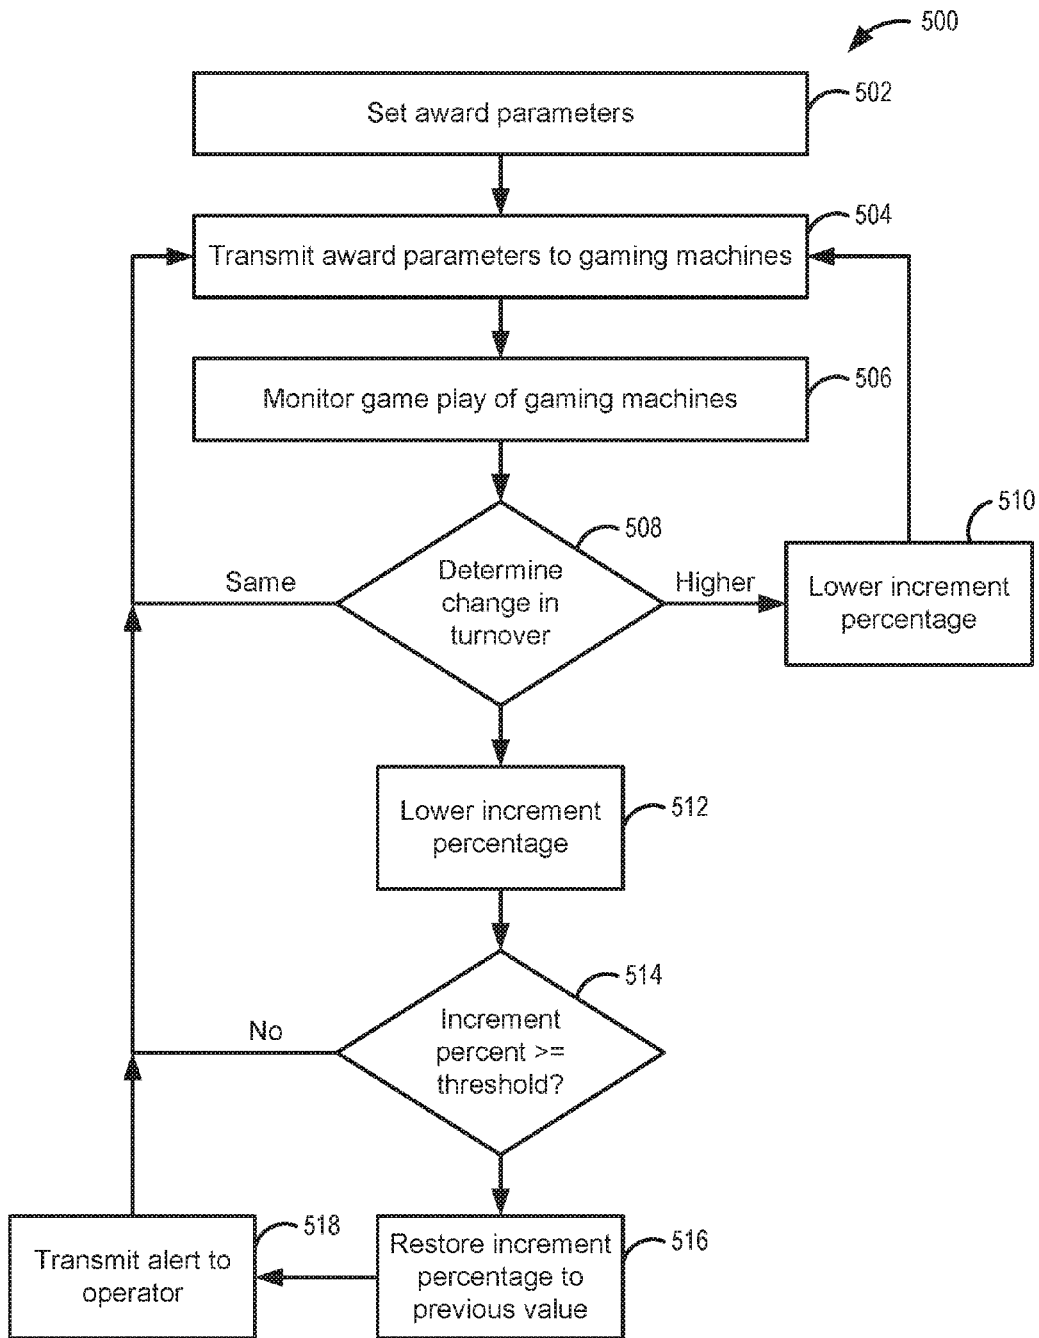 500
Set award parameters
502
Transmit award parameters to gaming machines
504
Monitor game play of gaming machines
506
Determine
change in
turnover
508
Same
Higher
Lower increment
percentage
510
Lower increment
percentage
512
Increment
percent >=
threshold?
514
No
Restore increment
percentage to
previous value
516
Transmit alert to
operator
518